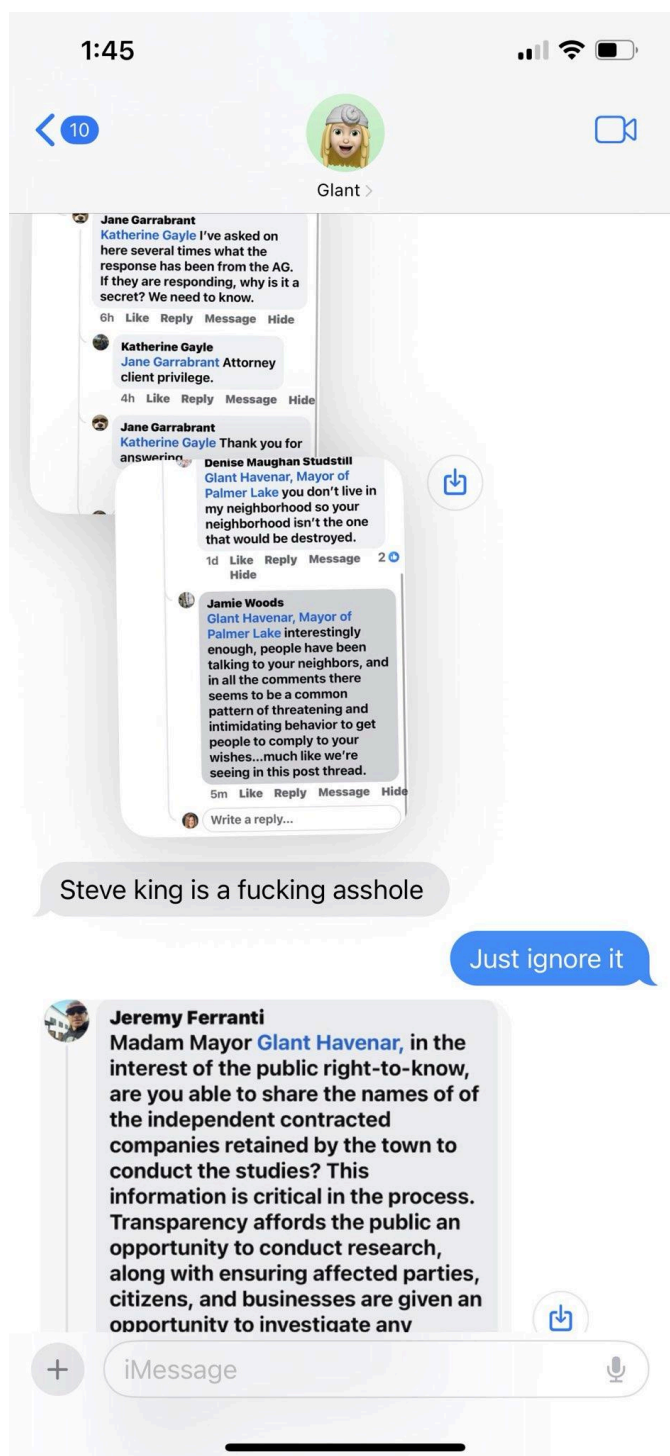 1:45
10
Glant
Jane Garrabrant
Katherine Gayle I've asked on
here several times what the
response has been from the AG.
If they are responding, why is it a
secret? We need to know.
6h Like Reply Message Hide
Katherine Gayle
Jane Garrabrant Attorney
client privilege.
4h Like Reply Message Hide
Jane Garrabrant
Katherine Gayle Thank you for
answering
Denise Maughan Studstill
Glant Havenar, Mayor of
Palmer Lake you don't live in
my neighborhood so your
neighborhood isn't the one
that would be destroyed.
1d Like Reply Message 2
Hide
Jamie Woods
Glant Havenar, Mayor of
Palmer Lake interestingly
enough, people have been
talking to your neighbors, and
in all the comments there
seems to be a common
pattern of threatening and
intimidating behavior to get
people to comply to your
wishes...much like we're
seeing in this post thread.
5m Like Reply Message Hide
Write a reply...
Steve king is a fucking asshole
Just ignore it
Jeremy Ferranti
Madam Mayor Glant Havenar, in the
interest of the public right-to-know,
are you able to share the names of of
the independent contracted
companies retained by the town to
conduct the studies? This
information is critical in the process.
Transparency affords the public an
opportunity to conduct research,
along with ensuring affected parties,
citizens, and businesses are given an
opportunity to investigate any
iMessage